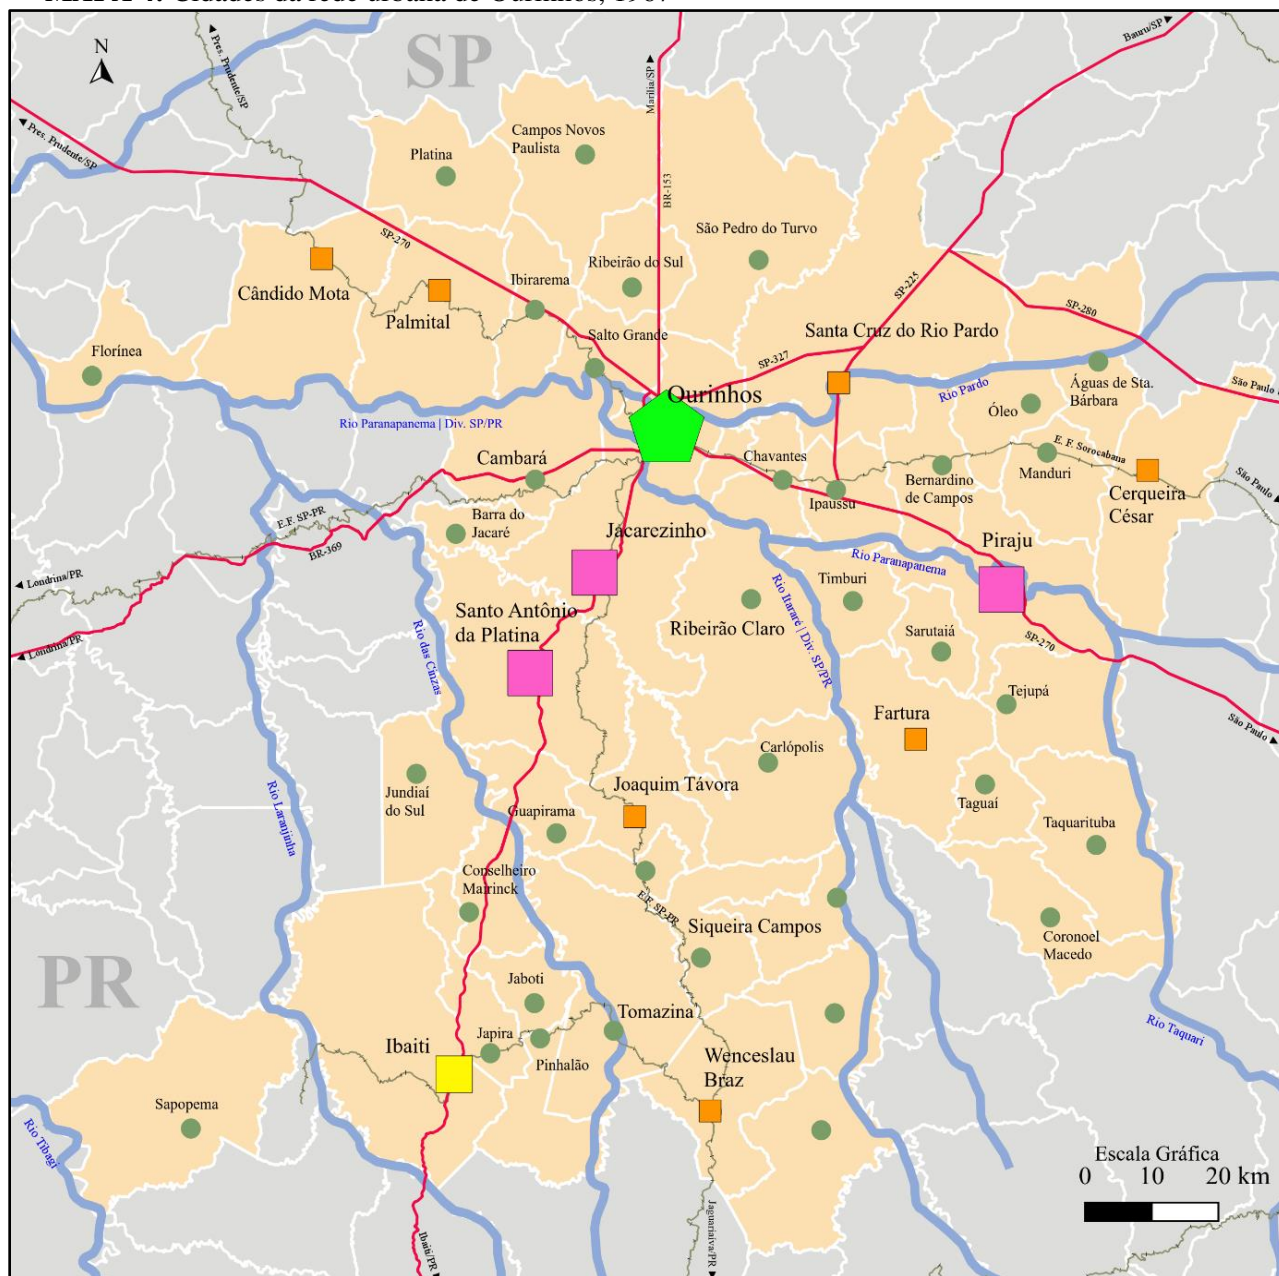 N
SP
Pres. Prudente/SP
Pres. Prudente/SP
Marília/SP
Bauru/SP
BR-153
Platina
Campos Novos
Paulista
São Pedro do Turvo
SP-270
Ribeirão do Sul
Ibirarema
Cândido Mota
Palmital
SP-225
SP-280
Salto Grande
Santa Cruz do Rio Pardo
SP-327
Florínea
Ourinhos
Rio Pardo
Águas de Sta.
Bárbara
São Paulo
Óleo
Rio Paranapanema | Div. SP/PR
Cambará
Chavantes
Ipaussu
Bernardino
de Campos
E. F. Sorocabana
Manduri
Cerqueira
César
São Paulo
E.F. SP-PR
BR-369
Barra do
Jacaré
Jacarezinho
Piraju
Rio Paranapanema
Londrina/PR
Londrina/PR
Timburi
Santo Antônio
da Platina
Ribeirão Claro
Rio Itararé | Div. SP/PR
Sarutaiá
SP-270
Rio das Cinzas
Tejupá
Fartura
São Paulo
Carlópolis
Jundiaí
do Sul
Joaquim Távora
Taguaí
Rio Laranjinha
Guapirama
Taquarituba
Conselheiro
Mairinck
E.F. SP-PR
Siqueira Campos
Coronoel
Macedo
PR
Jaboti
Tomazina
Rio Taquari
Ibaiti
Japira
Pinhalão
Wenceslau
Braz
Sapopema
Rio Tibagi
Escala Gráfica
0 10 20 km
Ibaiti/PR
Jaguariaíva/PR